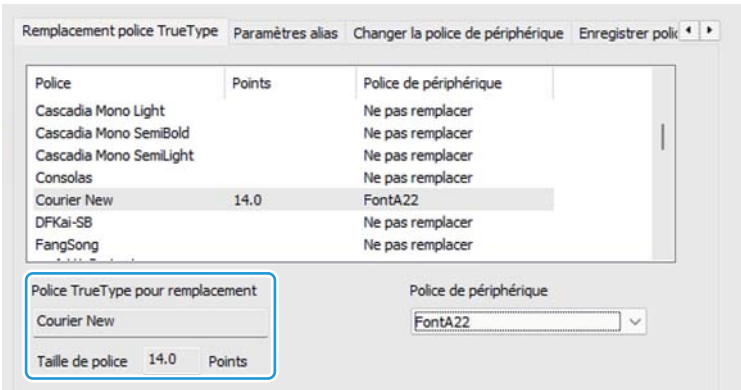 Remplacement police TrueType Paramètres alias Changer la police de périphérique Enregistrer polic
Police Points Police de périphérique
Cascadia Mono Light Ne pas remplacer
Cascadia Mono SemiBold Ne pas remplacer
Cascadia Mono SemiLight Ne pas remplacer
Consolas Ne pas remplacer
Courier New 14.0 FontA22
DFKai-SB Ne pas remplacer
FangSong Ne pas remplacer
Police TrueType pour remplacement Police de périphérique
Courier New FontA22
Taille de police 14.0 Points